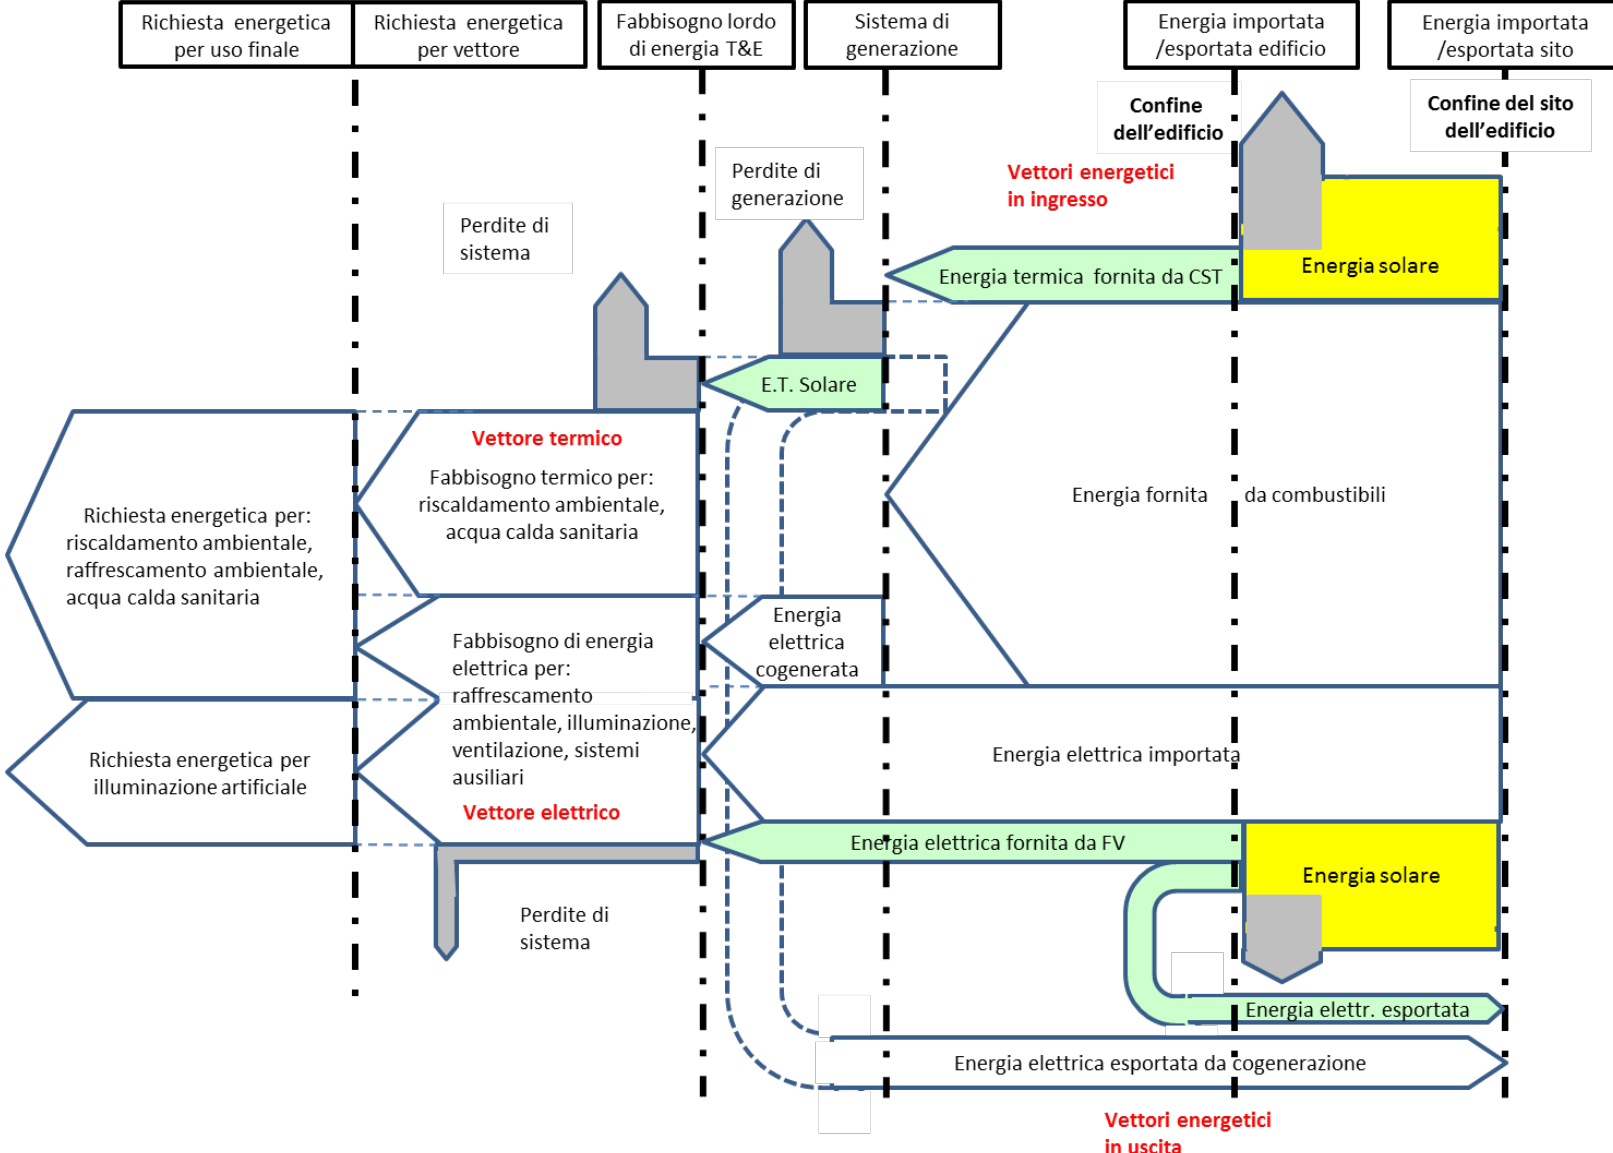 Richiesta energetica
per uso finale
Richiesta energetica
per vettore
Fabbisogno lordo
di energia T&E
Sistema di
generazione
Energia importata
/esportata edificio
Energia importata
/esportata sito
Confine
dell'edificio
Confine del sito
dell'edificio
Perdite di
generazione
Vettori energetici
in ingresso
Perdite di
sistema
Energia termica fornita da CST
Energia solare
E.T. Solare
Vettore termico
Fabbisogno termico per:
riscaldamento ambientale,
acqua calda sanitaria
Energia fornita da combustibili
Richiesta energetica per:
riscaldamento ambientale,
raffrescamento ambientale,
acqua calda sanitaria
Energia
elettrica
cogenerata
Fabbisogno di energia
elettrica per:
raffrescamento
ambientale, illuminazione,
ventilazione, sistemi
ausiliari
Vettore elettrico
Richiesta energetica per
illuminazione artificiale
Energia elettrica importata
Energia elettrica fornita da FV
Energia solare
Perdite di
sistema
Energia elettr. esportata
Energia elettrica esportata da cogenerazione
Vettori energetici
in uscita